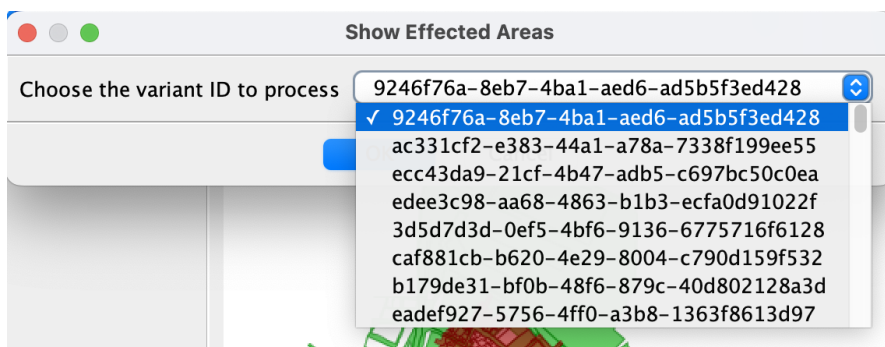 Show Effected Areas
Choose the variant ID to process 9246f76a-8eb7-4ba1-aed6-ad5b5f3ed428
✓ 9246f76a-8eb7-4ba1-aed6-ad5b5f3ed428
ac331cf2-e383-44a1-a78a-7338f199ee55
ecc43da9-21cf-4b47-adb5-c697bc50c0ea
edee3c98-aa68-4863-b1b3-ecfa0d91022f
3d5d7d3d-0ef5-4bf6-9136-6775716f6128
caf881cb-b620-4e29-8004-c790d159f532
b179de31-bf0b-48f6-879c-40d802128a3d
eadef927-5756-4ff0-a3b8-1363f8613d97